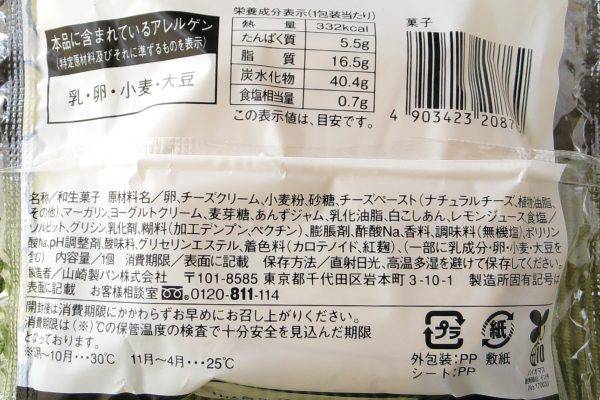 本品に含まれているアレルゲン
(特定原材料及びそれに準ずるものを表示)
乳・卵・小麦・大豆
栄養成分表示(1包装当たり)
熱量 332kcal
たんぱく質 5.5g
脂質 16.5g
炭水化物 40.4g
食塩相当量 0.7g
この表示値は、目安です。
菓子
4 903423 2087
名称/和生菓子 原材料名/卵、チーズクリーム、小麦粉、砂糖、チーズペースト(ナチュラルチーズ、植物油脂、
その他)、マーガリン、ヨーグルトクリーム、麦芽糖、あんずジャム、乳化油脂、白こしあん、レモンジュース、食塩/
ソルビット、グリシン、乳化剤、糊料(加工デンプン、ペクチン)、膨脹剤、酢酸Na、香料、調味料(無機塩)、ポリリン
酸Na、pH調整剤、酸味料、グリセリンエステル、着色料(カロテノイド、紅麹)、(一部に乳成分・卵・小麦・大豆を
含む) 内容量/1個 消費期限/表面に記載 保存方法/直射日光、高温多湿を避けて保存してください。
製造者/山崎製パン株式会社 〒101-8585 東京都千代田区岩本町3-10-1 製造所固有記号は
表面に記載 お客様相談室 0120-811-114
開封後は消費期限にかかわらずお早めにお召し上がりください。
消費期限は(※)での保管温度の検査で十分安全を見込んだ期限
となっております。
※5月〜10月・・・30℃ 11月〜4月・・・25℃
プラ
紙
外包装:PP 敷紙
シート:PP
バイオマス